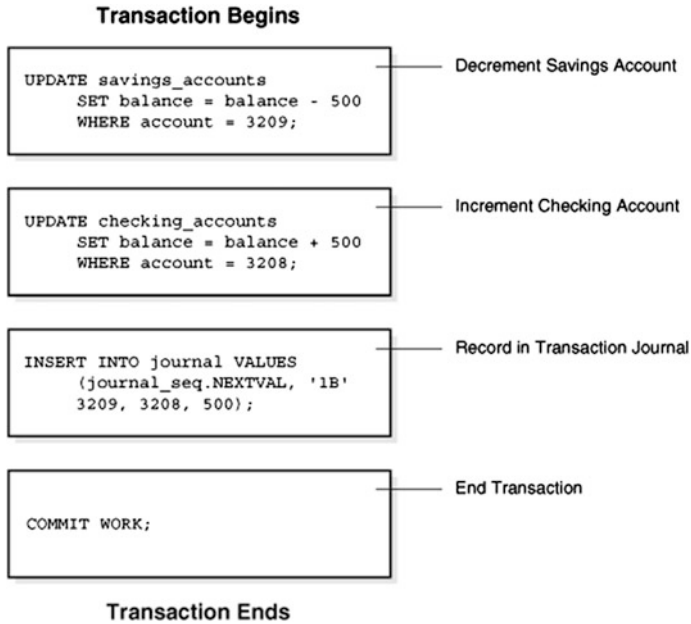 Transaction Begins
UPDATE savings_accounts
SET balance = balance - 500
WHERE account = 3209;
Decrement Savings Account
UPDATE checking_accounts
SET balance = balance + 500
WHERE account = 3208;
Increment Checking Account
INSERT INTO journal VALUES
(journal_seq.NEXTVAL, '1B'
3209, 3208, 500);
Record in Transaction Journal
COMMIT WORK;
End Transaction
Transaction Ends